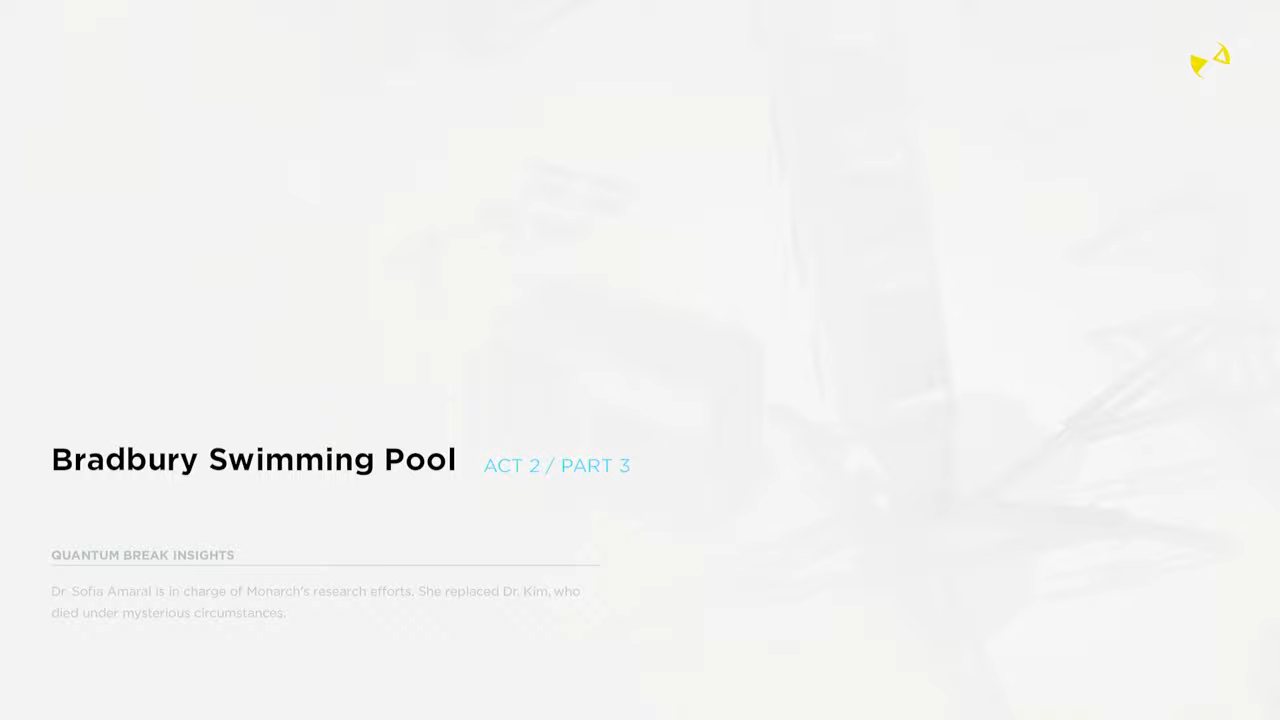 Bradbury Swimming Pool ACT 2 / PART 3
QUANTUM BREAK INSIGHTS
Dr. Sofia Amaral is in charge of Monarch's research efforts. She replaced Dr. Kim, who
died under mysterious circumstances.